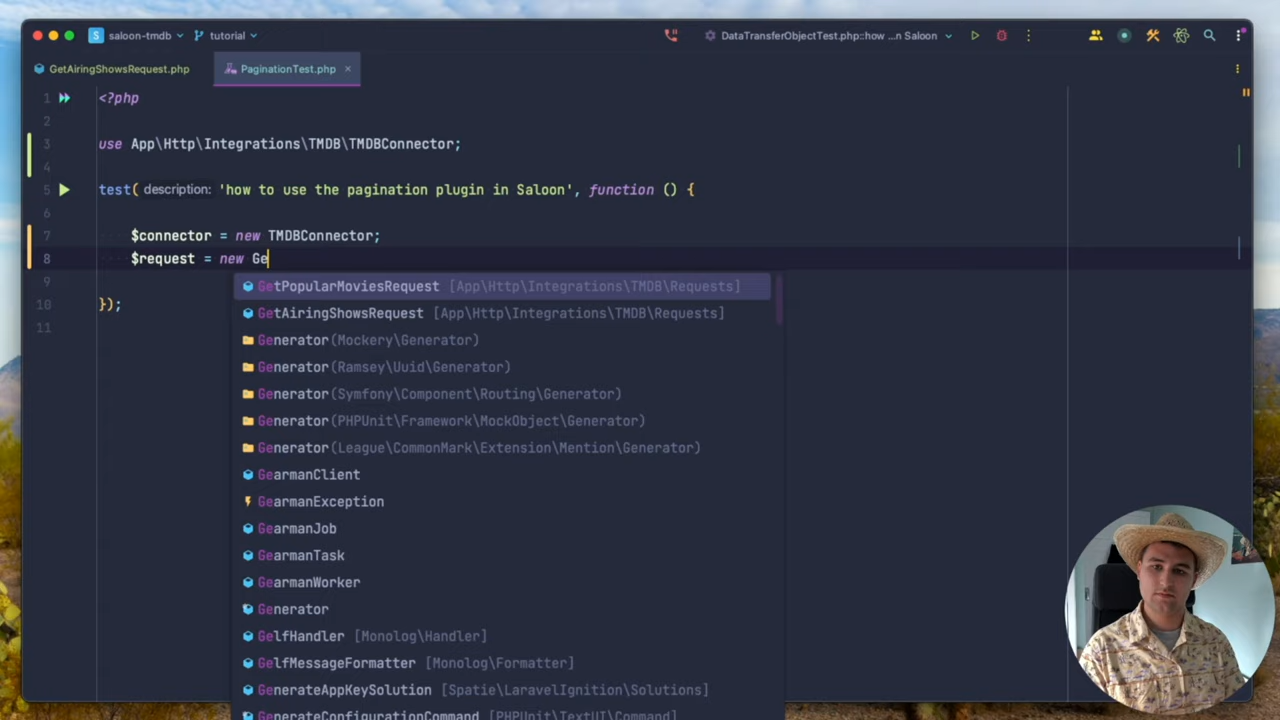 saloon-tmdb tutorial DataTransferObjectTest.php::how ...n Saloon
GetAiringShowsRequest.php PaginationTest.php
1 <?php
2
3 use App\Http\Integrations\TMDB\TMDBConnector;
4
5 test( description: 'how to use the pagination plugin in Saloon', function () {
6
7 $connector = new TMDBConnector;
8 $request = new Ge
9
10 });
11
GetPopularMoviesRequest [App\Http\Integrations\TMDB\Requests]
GetAiringShowsRequest [App\Http\Integrations\TMDB\Requests]
Generator(Mockery\Generator)
Generator(Ramsey\Uuid\Generator)
Generator(Symfony\Component\Routing\Generator)
Generator(PHPUnit\Framework\MockObject\Generator)
Generator(League\CommonMark\Extension\Mention\Generator)
GearmanClient
GearmanException
GearmanJob
GearmanTask
GearmanWorker
Generator
GelfHandler [Monolog\Handler]
GelfMessageFormatter [Monolog\Formatter]
GenerateAppKeySolution [Spatie\LaravelIgnition\Solutions]
GenerateConfigurationCommand [PHPUnit\TextUI\Command]